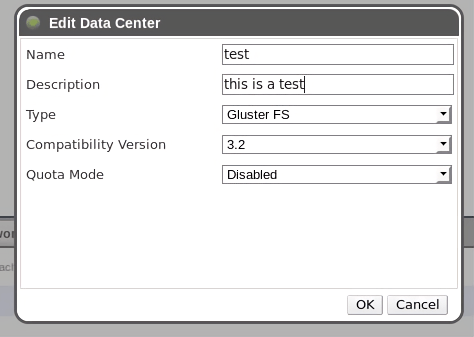 Edit Data Center
Name test
Description this is a test
Type Gluster FS
Compatibility Version 3.2
Quota Mode Disabled
OK Cancel